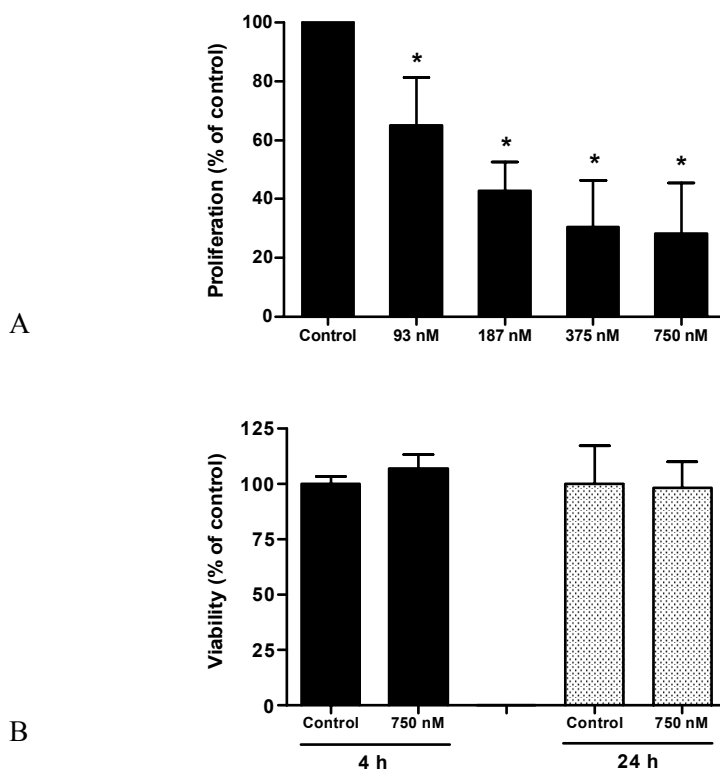 Proliferation (% of control)
100
80
60
40
20
0
*
*
*
*
Control 93 nM 187 nM 375 nM 750 nM
A
Viability (% of control)
125
100
75
50
25
0
Control 750 nM Control 750 nM
4 h 24 h
B